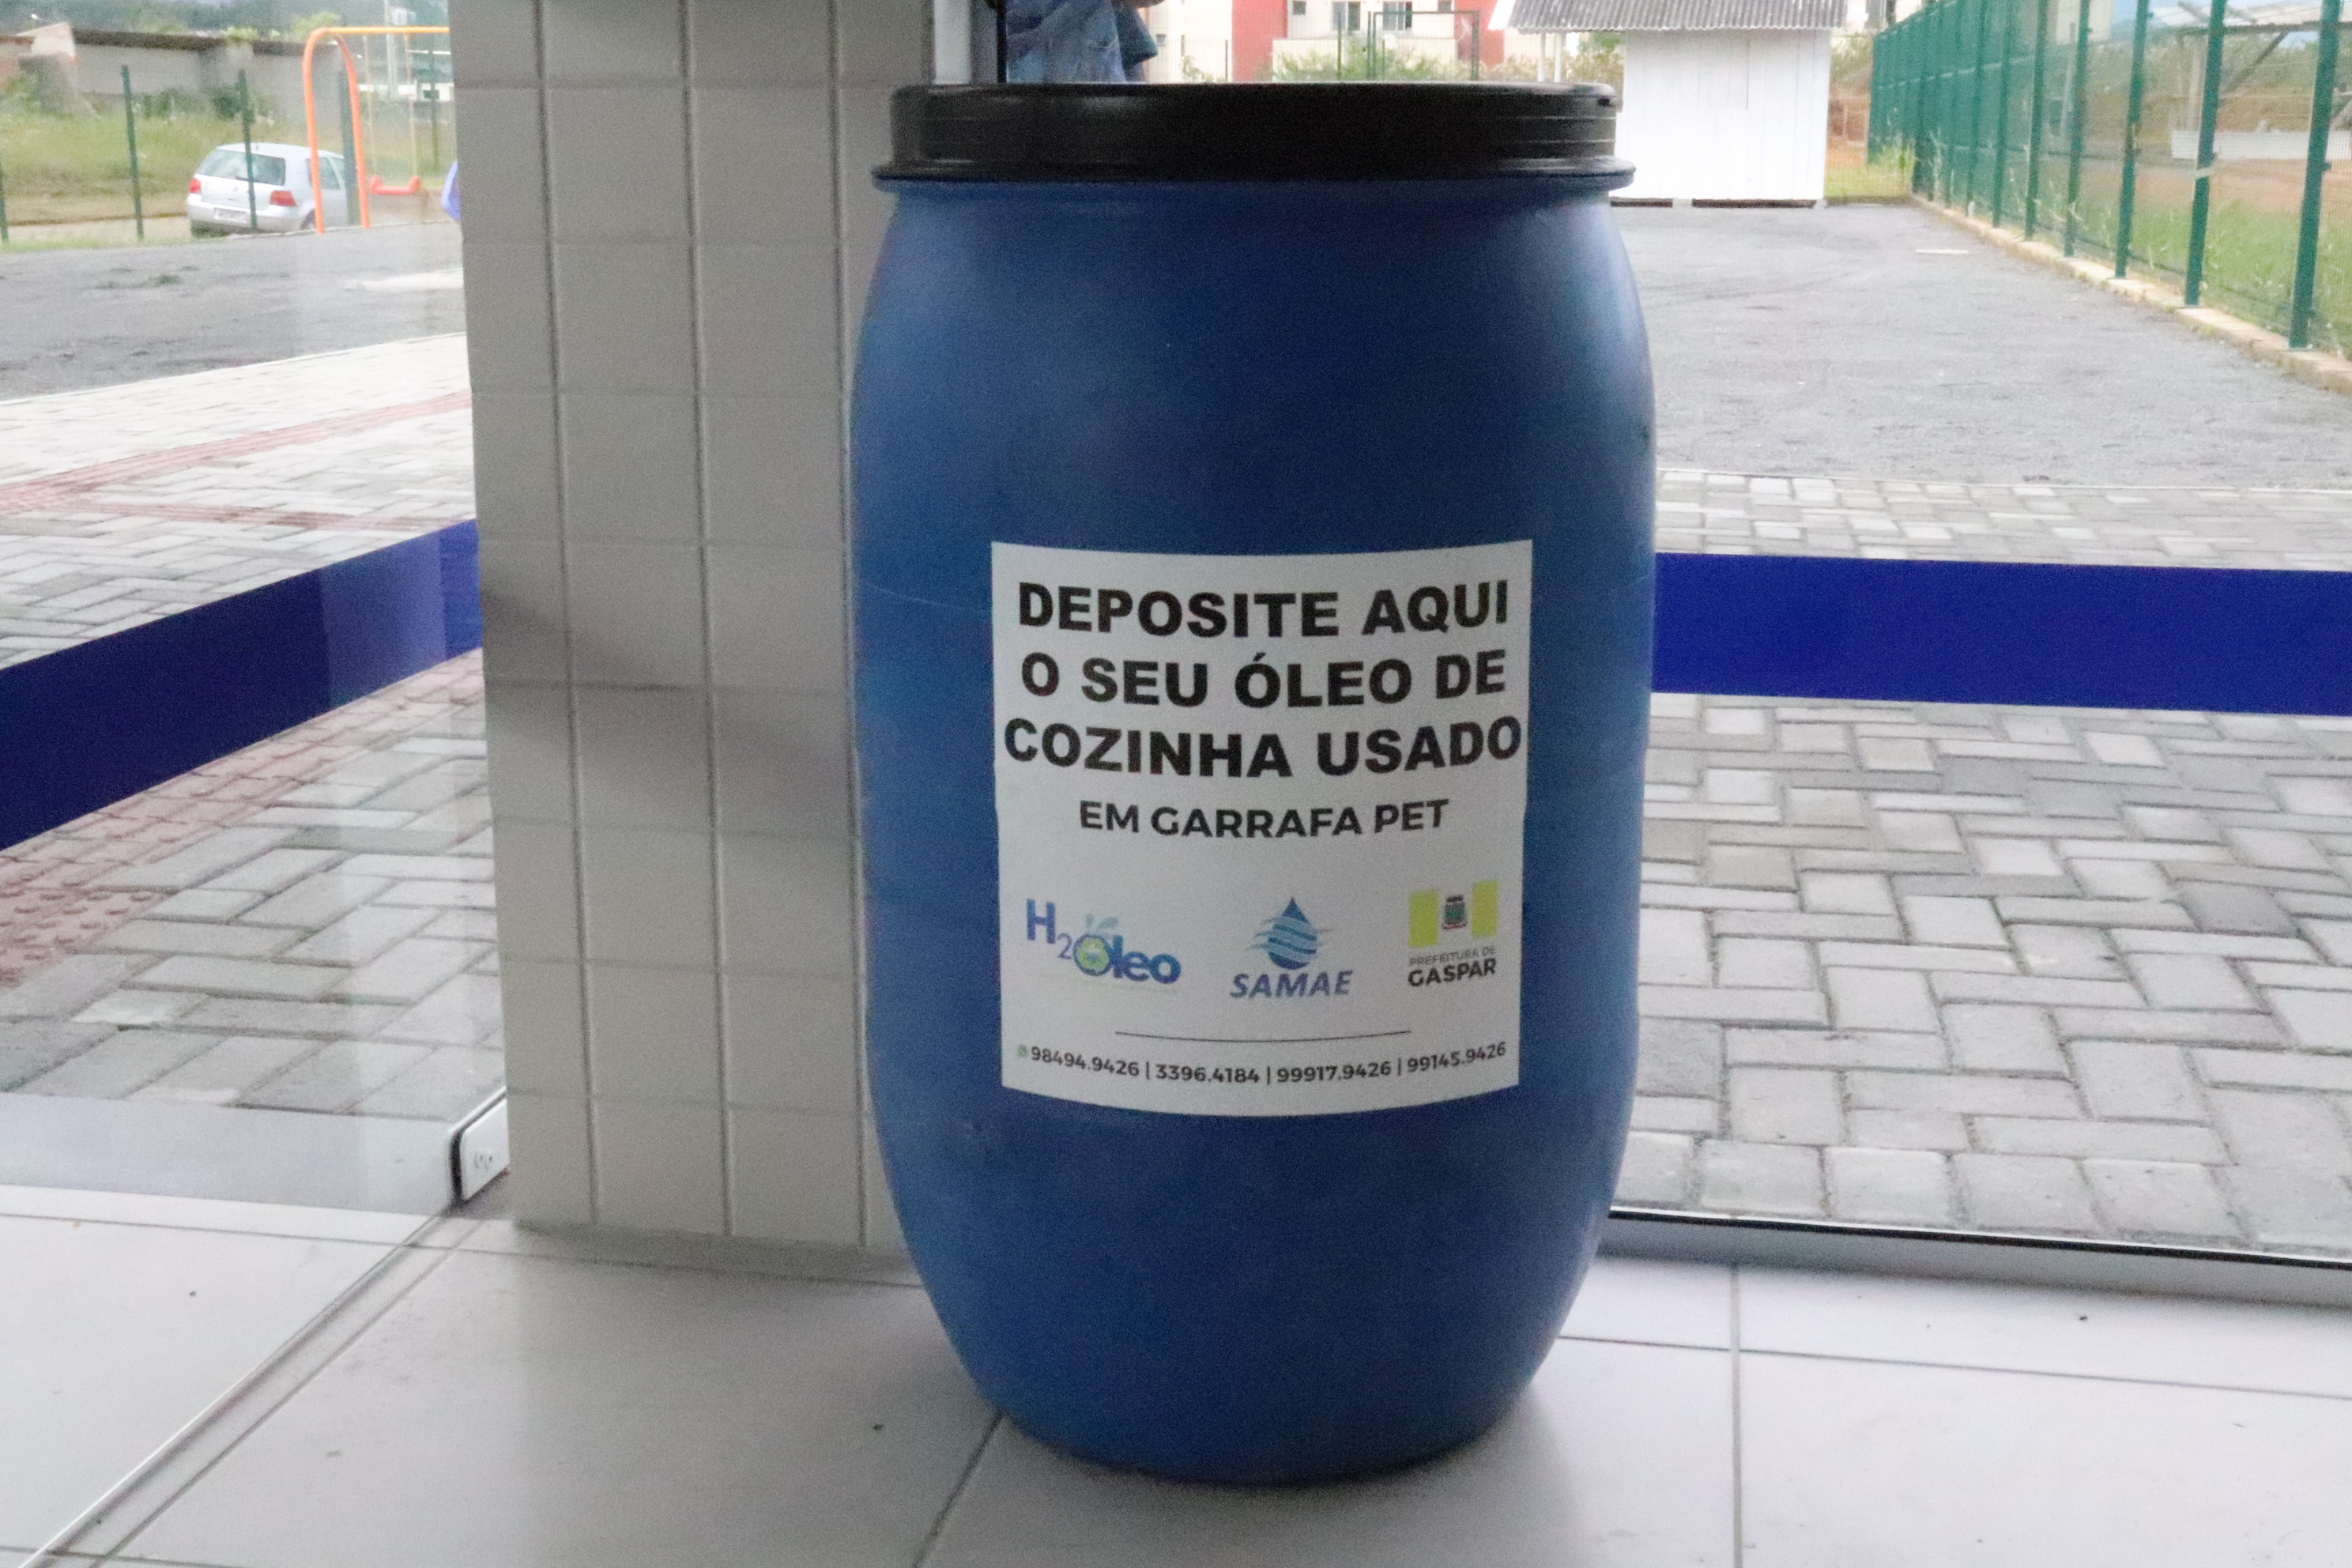 DEPOSITE AQUI
O SEU ÓLEO DE
COZINHA USADO
EM GARRAFA PET
H2Óleo
SAMAE
PREFEITURA DE
GASPAR
98494.9426 | 3396.4184 | 99917.9426 | 99145.9426